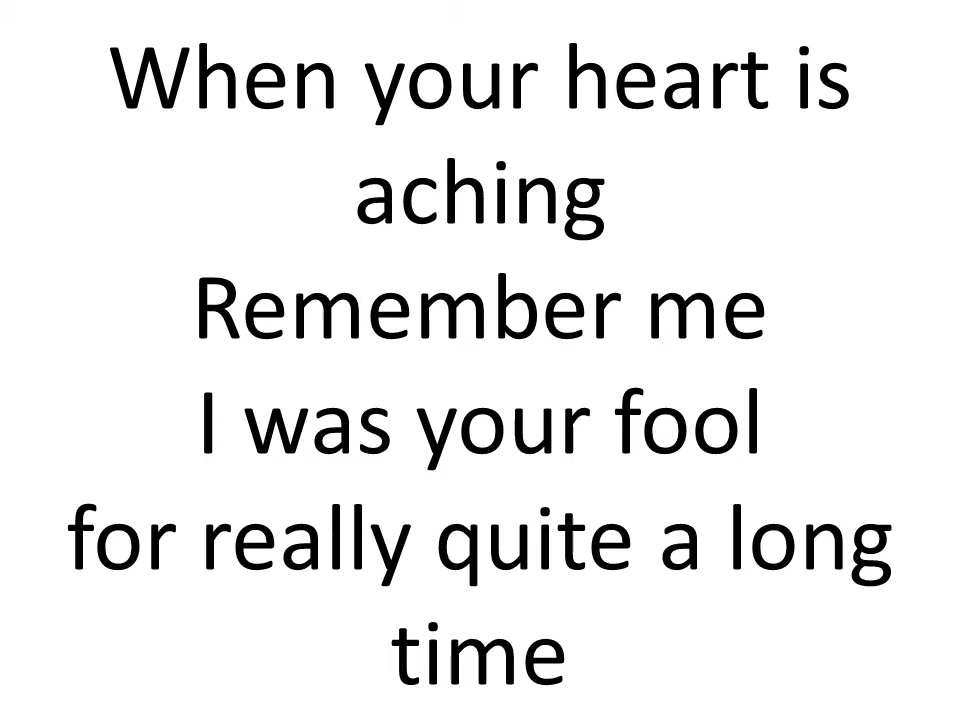 When your heart is
aching
Remember me
I was your fool
for really quite a long
time